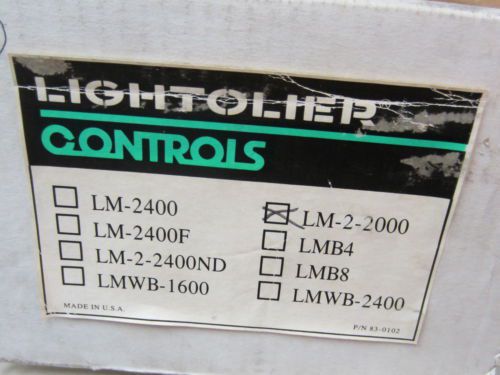 LIGHTOLIER®
CONTROLS
LM-2400
LM-2400F
LM-2-2400ND
LMWB-1600
LM-2-2000
LMB4
LMB8
LMWB-2400
MADE IN U.S.A.
P/N 83-0102